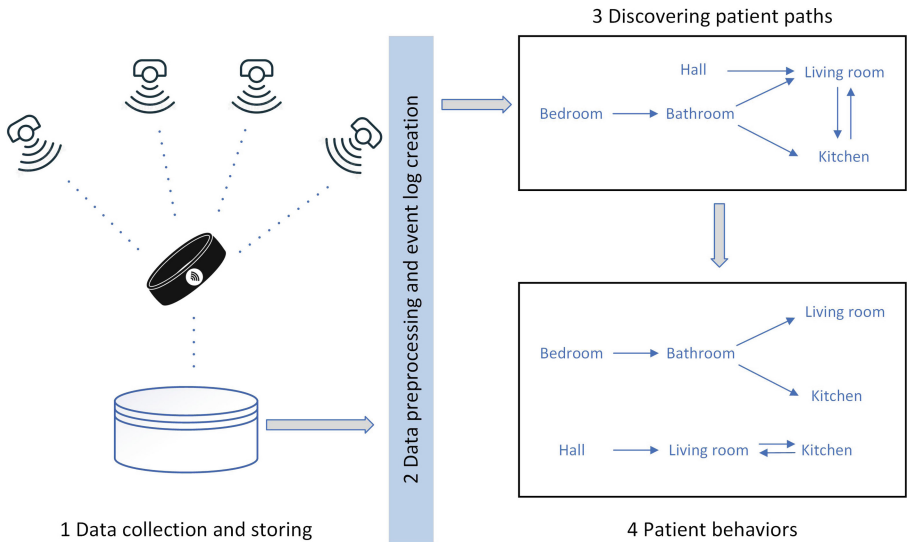 3 Discovering patient paths
Hall
Living room
Bedroom
Bathroom
Kitchen
2 Data preprocessing and event log creation
Living room
Bedroom
Bathroom
Kitchen
Hall
Living room
Kitchen
1 Data collection and storing
4 Patient behaviors